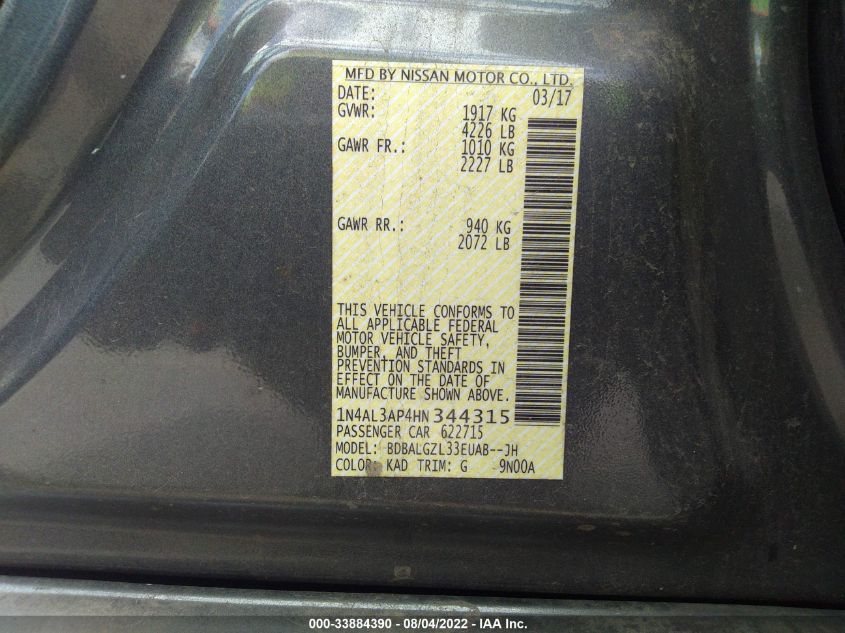 MFD BY NISSAN MOTOR CO., LTD.
DATE: 03/17
GVWR: 1917 KG
4226 LB
GAWR FR.: 1010 KG
2227 LB
GAWR RR.: 940 KG
2072 LB
THIS VEHICLE CONFORMS TO
ALL APPLICABLE FEDERAL
MOTOR VEHICLE SAFETY,
BUMPER, AND THEFT
PREVENTION STANDARDS IN
EFFECT ON THE DATE OF
MANUFACTURE SHOWN ABOVE.
1N4AL3AP4HN344315
PASSENGER CAR 622715
MODEL: BDBALGZL33EUAB--JH
COLOR: KAD TRIM: G 9N00A
000-33884390 - 08/04/2022 - IAA Inc.